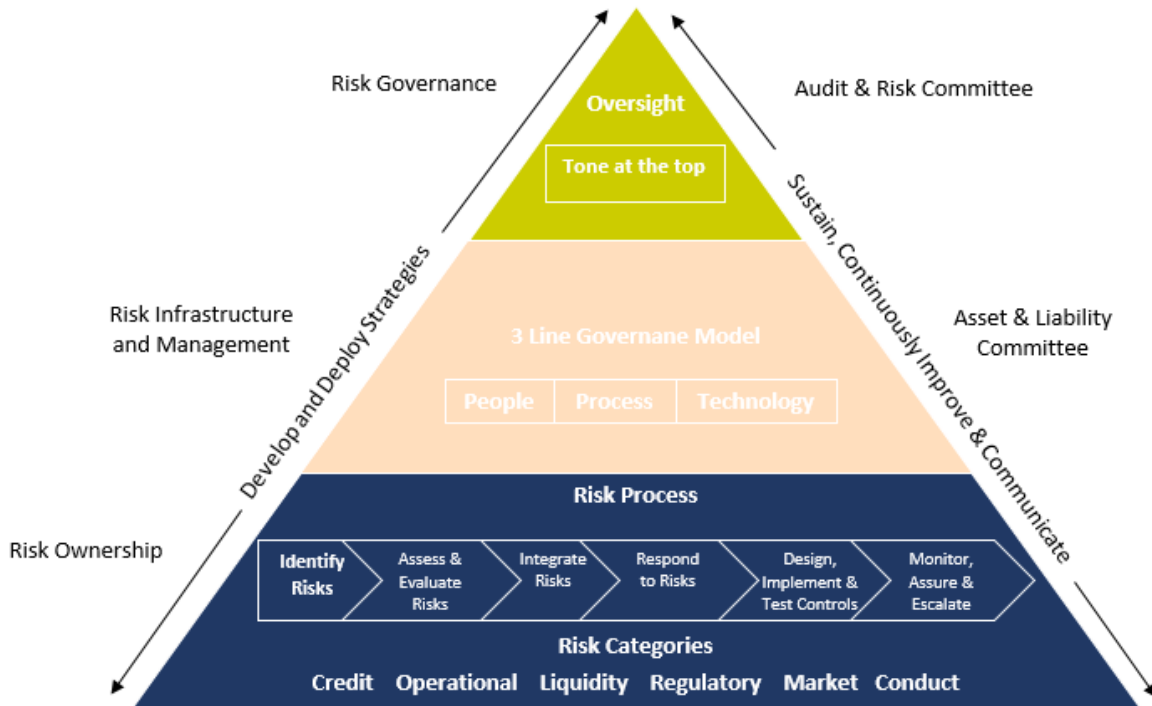 Risk Governance
Audit & Risk Committee
Oversight
Tone at the top
Develop and Deploy Strategies
Sustain, Continuously Improve & Communicate
Risk Infrastructure
and Management
Asset & Liability
Committee
3 Line Governane Model
People Process Technology
Risk Ownership
Risk Process
Identify
Risks
Assess &
Evaluate
Risks
Integrate
Risks
Respond
to Risks
Design,
Implement &
Test Controls
Monitor,
Assure &
Escalate
Risk Categories
Credit Operational Liquidity Regulatory Market Conduct